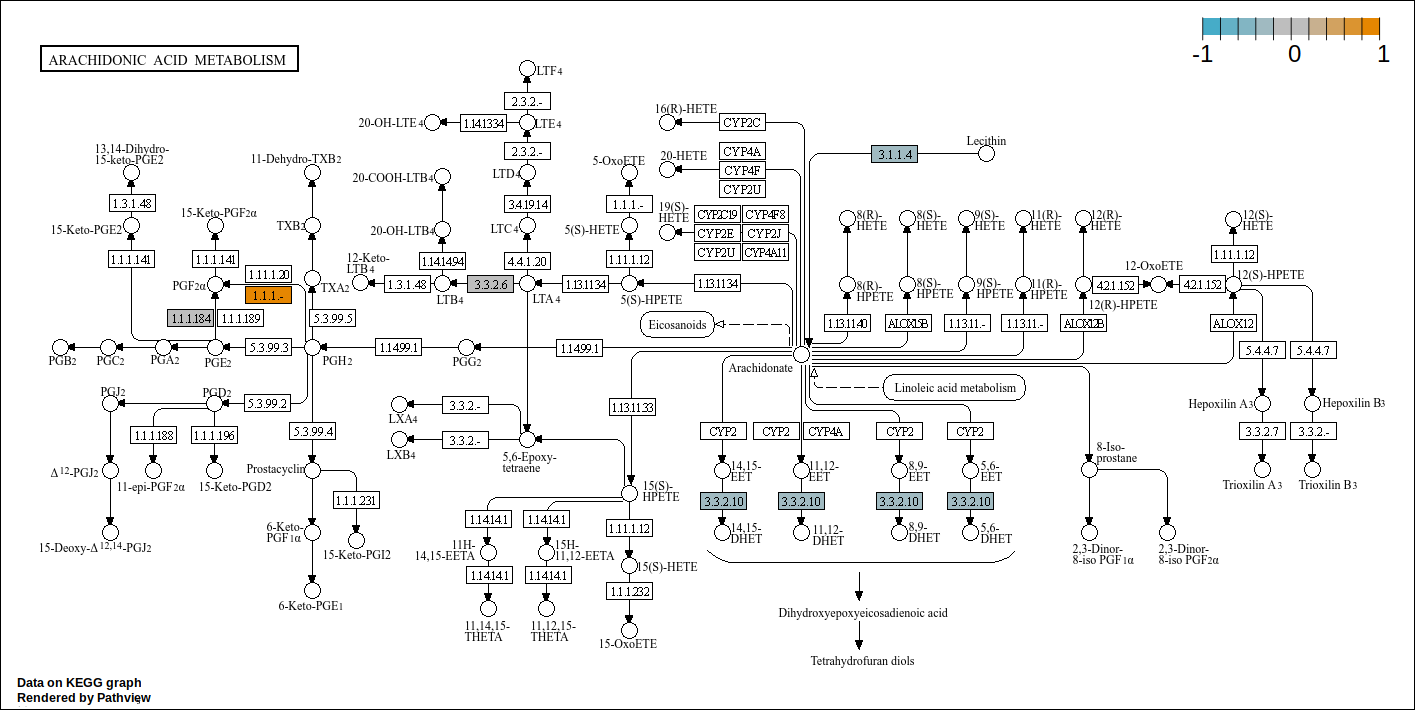 ARACHIDONIC ACID METABOLISM
-1 0 1
LTF4
2.3.2.-
20-OH-LTE4
1.14.13.34
LTE4
2.3.2.-
16(R)-HETE
CYP2C
Lecithin
3.1.1.4
13,14-Dihydro-
15-keto-PGE2
11-Dehydro-TXB2
20-COOH-LTB4
LTD4
5-OxoETE
20-HETE
CYP4A
CYP4F
CYP2U
1.3.1.48
3.4.19.14
1.1.1.-
15-Keto-PGF2α
15-Keto-PGE2
TXB2
20-OH-LTB4
LTC4
5(S)-HETE
19(S)-
HETE
CYP2C19
CYP4F8
CYP2E
CYP2J
CYP2U
CYP4A11
8(R)-
HETE
8(S)-
HETE
9(S)-
HETE
11(R)-
HETE
12(R)-
HETE
12(S)-
HETE
1.1.1.141
1.1.1.141
1.14.14.94
4.4.1.20
1.11.1.12
1.11.1.12
1.11.1.20
1.1.1.-
PGF2α
TXA2
12-Keto-
LTB4
1.3.1.48
LTB4
3.3.2.6
LTA4
1.13.11.34
5(S)-HPETE
1.13.11.34
8(R)-
HPETE
8(S)-
HPETE
9(S)-
HPETE
11(R)-
HPETE
12(R)-HPETE
4.2.1.152
12-OxoETE
4.2.1.152
12(S)-HPETE
1.1.1.184
1.1.1.189
5.3.99.5
Eicosanoids
1.13.11.40
ALOX15B
1.13.11.-
1.13.11.-
ALOX12B
ALOX12
PGB2
PGC2
PGA2
PGE2
5.3.99.3
PGH2
1.14.99.1
PGG2
1.14.99.1
Arachidonate
5.4.4.7
5.4.4.7
Linoleic acid metabolism
PGJ2
PGD2
5.3.99.2
LXA4
3.3.2.-
1.13.11.33
Hepoxilin A3
Hepoxilin B3
1.1.1.188
1.1.1.196
5.3.99.4
LXB4
3.3.2.-
5,6-Epoxy-
tetraene
CYP2
CYP2
CYP4A
CYP2
CYP2
3.3.2.7
3.3.2.-
Δ12-PGJ2
11-epi-PGF2α
15-Keto-PGD2
Prostacyclin
14,15-
EET
11,12-
EET
8,9-
EET
5,6-
EET
8-Iso-
prostane
Trioxilin A3
Trioxilin B3
1.1.1.231
15(S)-
HPETE
3.3.2.10
3.3.2.10
3.3.2.10
3.3.2.10
1.14.14.1
1.14.14.1
1.11.1.12
15-Deoxy-Δ12,14-PGJ2
6-Keto-
PGF1α
15-Keto-PGI2
11H-
14,15-EETA
15H-
11,12-EETA
14,15-
DHET
11,12-
DHET
8,9-
DHET
5,6-
DHET
2,3-Dinor-
8-iso PGF1α
2,3-Dinor-
8-iso PGF2α
1.14.14.1
1.14.14.1
15(S)-HETE
1.1.1.232
6-Keto-PGE1
11,14,15-
THETA
11,12,15-
THETA
15-OxoETE
Dihydroxyepoxyeicosadienoic acid
Tetrahydrofuran diols
Data on KEGG graph
Rendered by Pathview